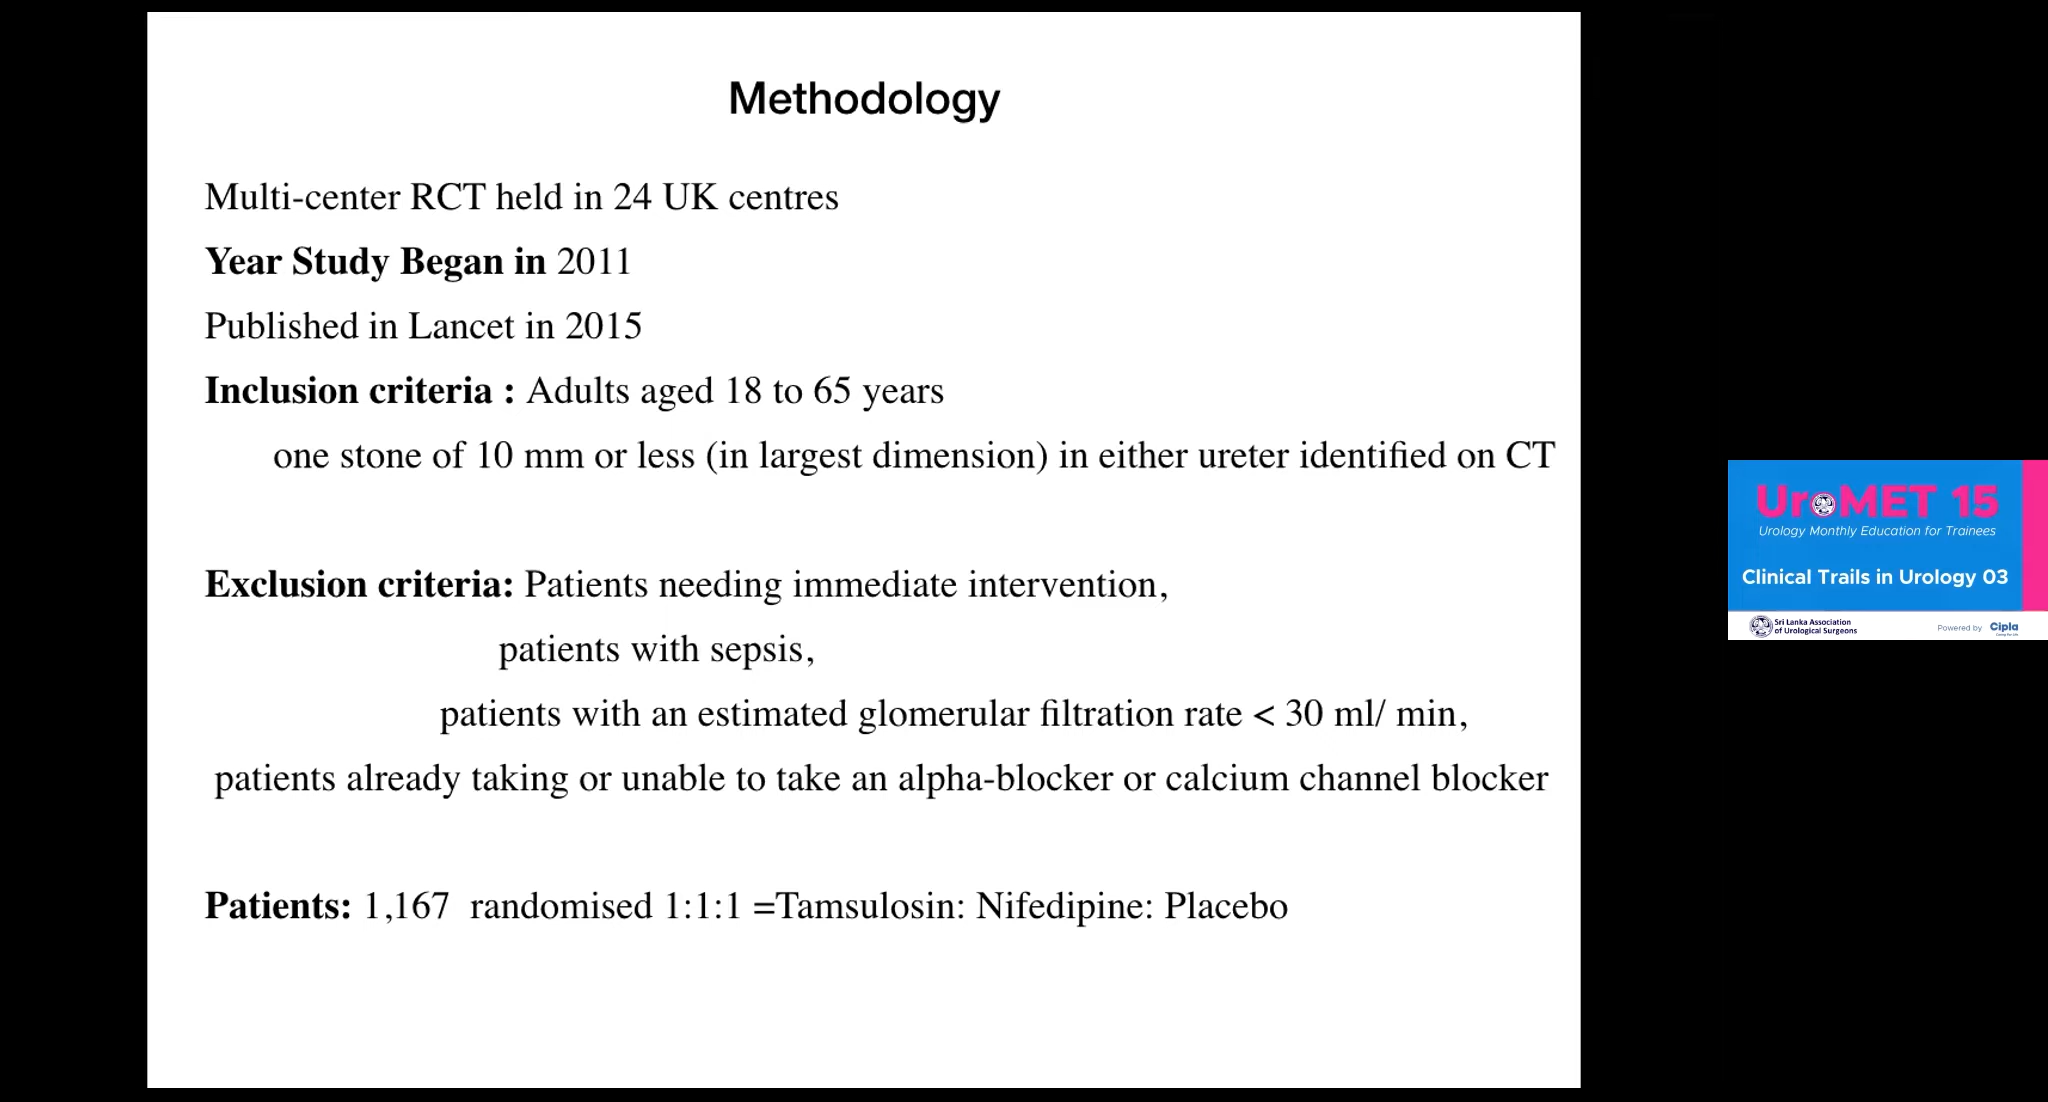 Methodology
Multi-center RCT held in 24 UK centres
Year Study Began in 2011
Published in Lancet in 2015
Inclusion criteria : Adults aged 18 to 65 years
one stone of 10 mm or less (in largest dimension) in either ureter identified on CT
Exclusion criteria: Patients needing immediate intervention,
patients with sepsis,
patients with an estimated glomerular filtration rate < 30 ml/ min,
patients already taking or unable to take an alpha-blocker or calcium channel blocker
Patients: 1,167 randomised 1:1:1 =Tamsulosin: Nifedipine: Placebo
UroMET 15
Urology Monthly Education for Trainees
Clinical Trails in Urology 03
Sri Lanka Association
of Urological Surgeons
Powered by Cipla
Caring For Life